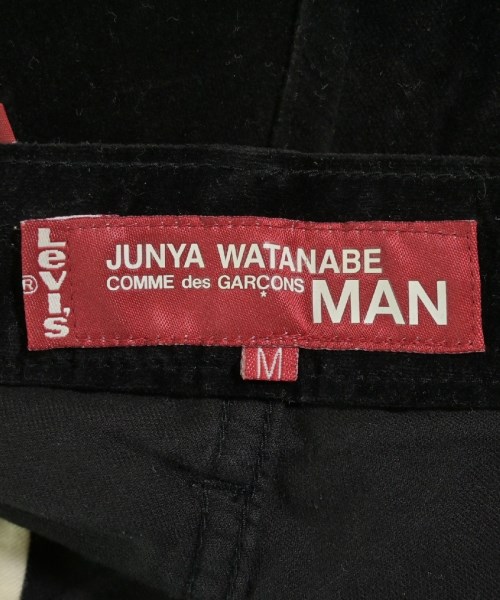 Levi's
®
JUNYA WATANABE
COMME des GARÇONS MAN
M